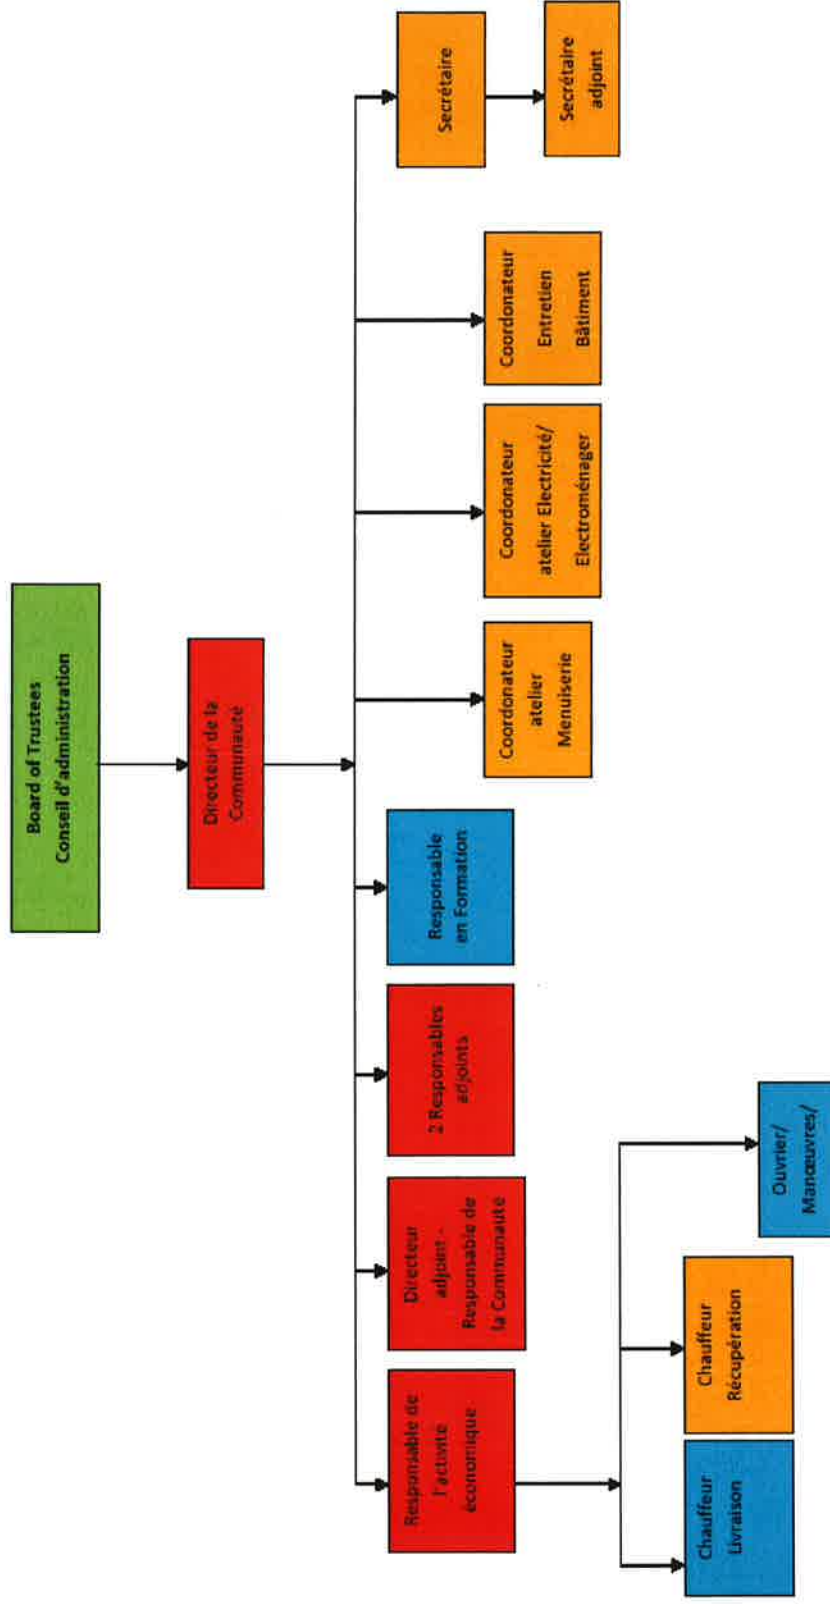 Board of Trustees
Conseil d'administration
Directeur de la
Communauté
Responsable de
l'activité
économique
Directeur
adjoint -
Responsable de
la Communauté
2 Responsables
adjoints
Responsable
en Formation
Coordonateur
atelier
Menuiserie
Coordonateur
atelier Electricité/
Electroménager
Coordonateur
Entretien
Bâtiment
Secrétaire
Secrétaire
adjoint
Chauffeur
Livraison
Chauffeur
Récupération
Ouvrier/
Manœuvres/